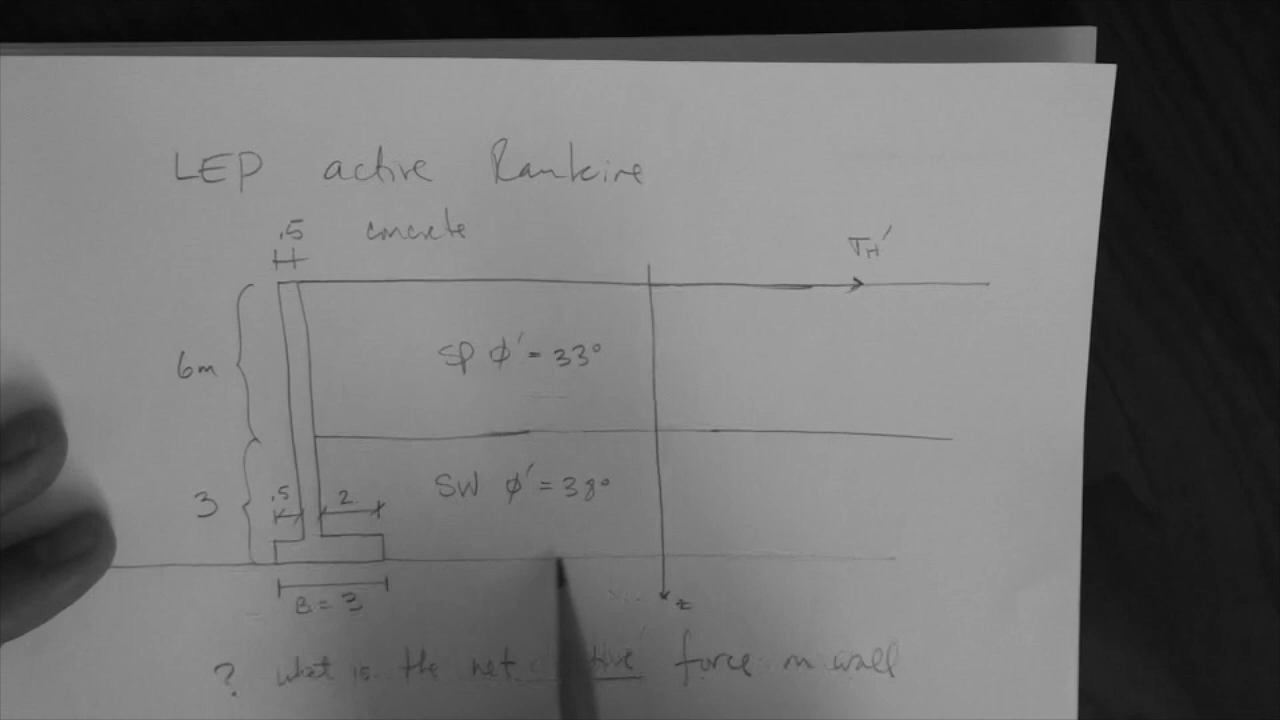 LEP active Rankine
.5 concrete
σH'
6m
SP ϕ' = 33°
3
SW ϕ' = 38°
.5
2
B = 3
z
? what is the net force on wall